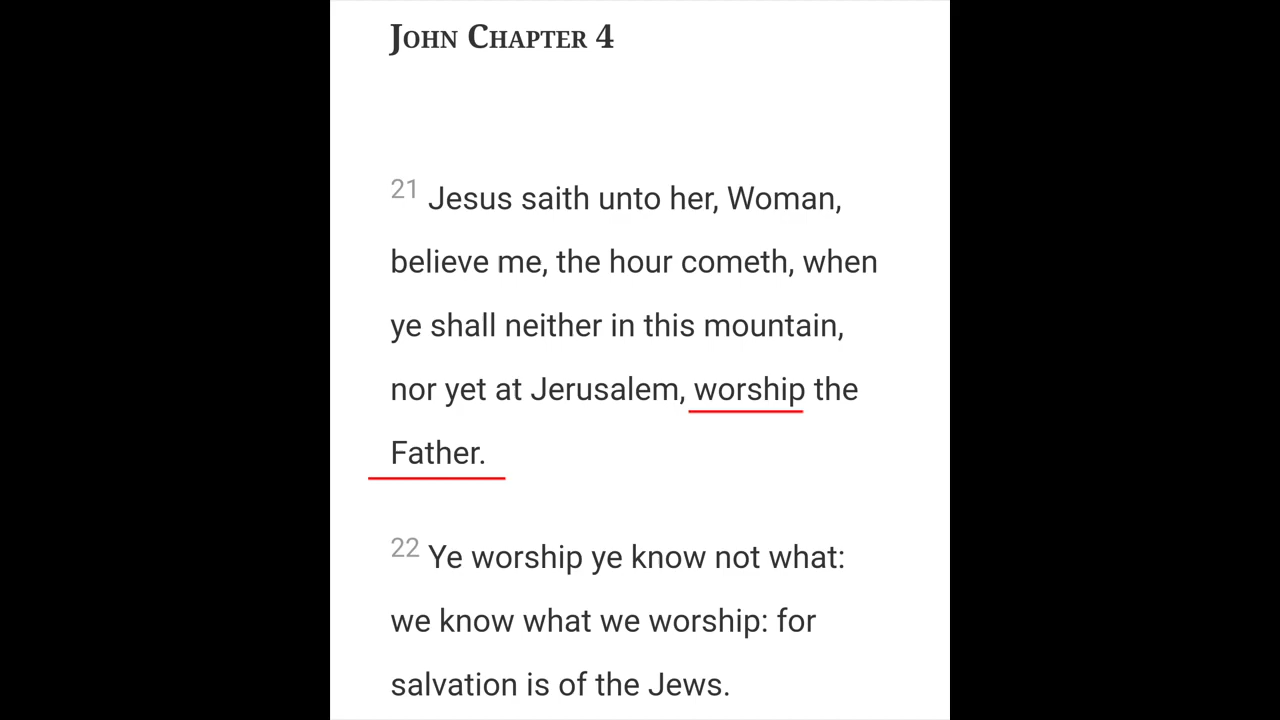 John Chapter 4
21 Jesus saith unto her, Woman,
believe me, the hour cometh, when
ye shall neither in this mountain,
nor yet at Jerusalem, worship the
Father.
22 Ye worship ye know not what:
we know what we worship: for
salvation is of the Jews.